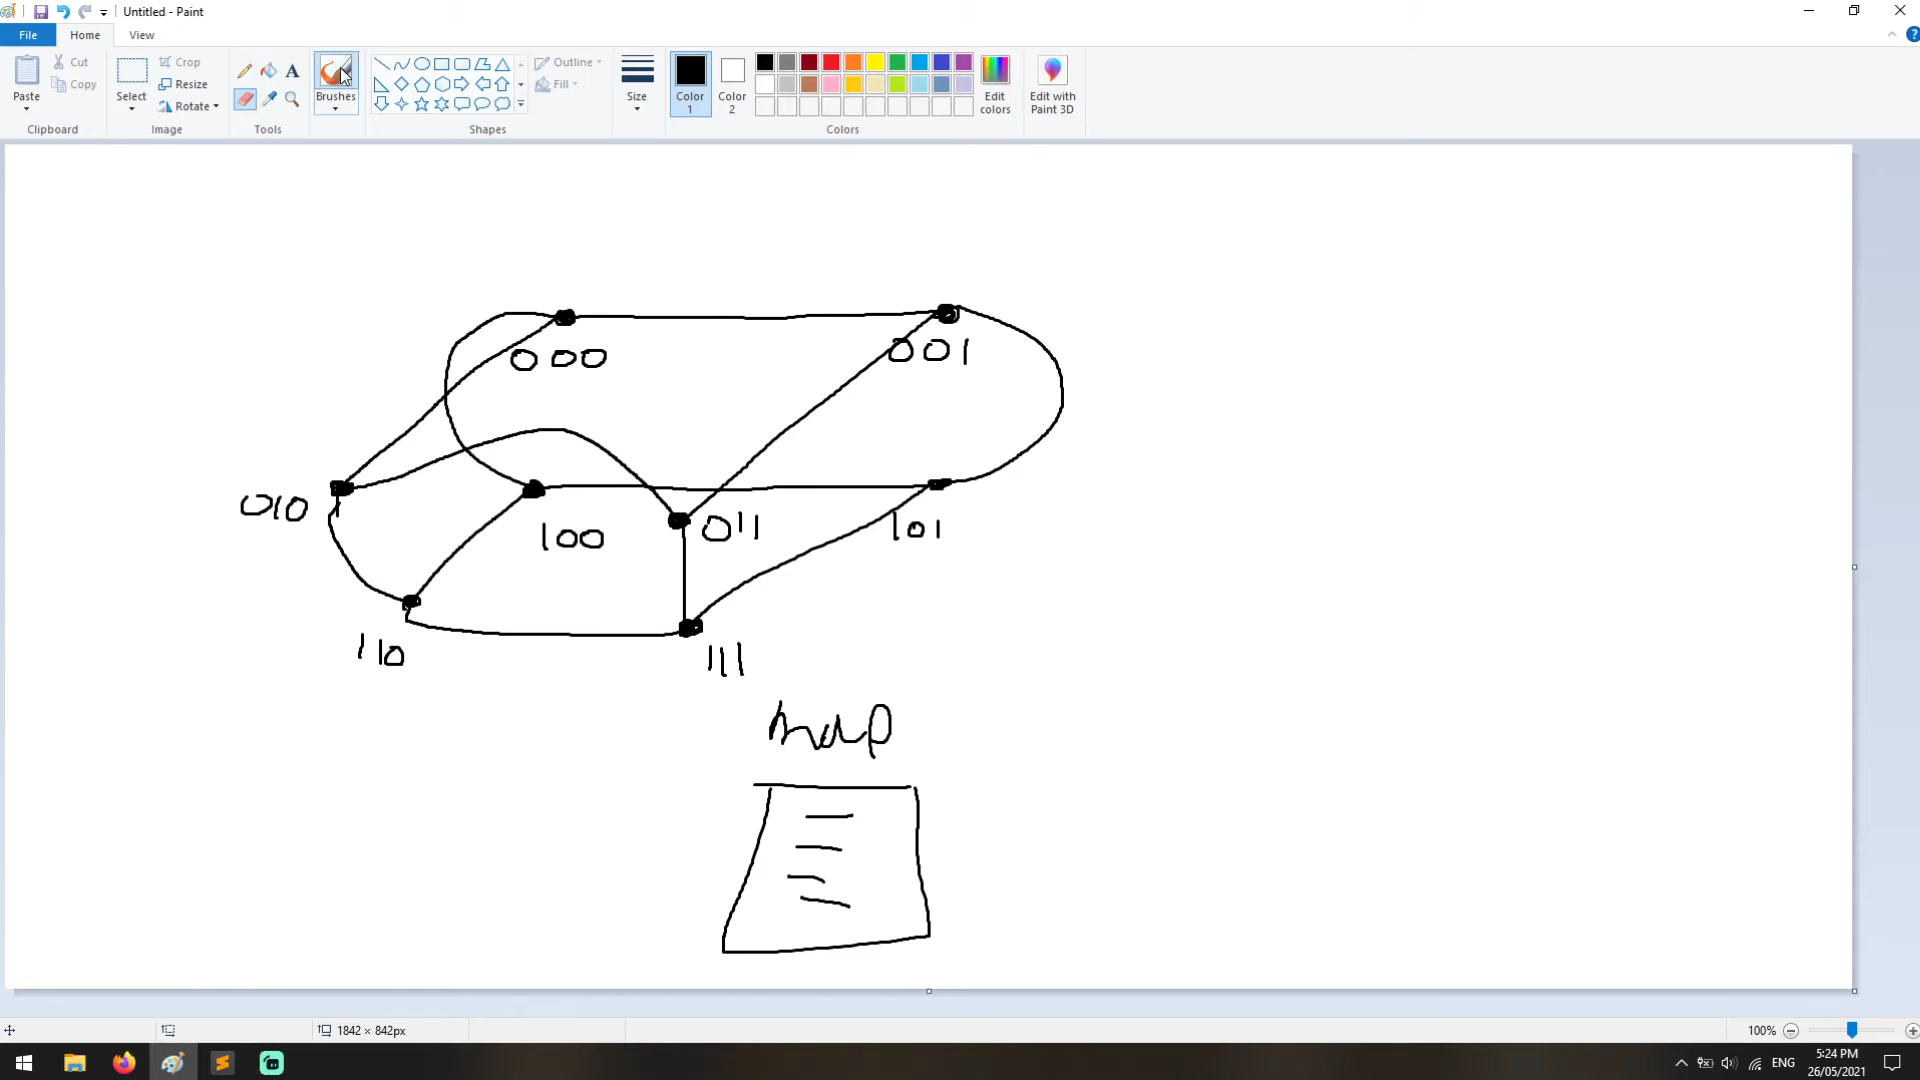 Untitled - Paint
File Home View
Paste
Cut
Copy
Clipboard
Select
Crop
Resize
Rotate
Image
Tools
Brushes
Outline
Fill
Shapes
Size
Color 1
Color 2
Edit colors
Colors
Edit with Paint 3D
000
001
010
100
011
101
110
111
map
1842 × 842px
100%
ENG
5:24 PM
26/05/2021